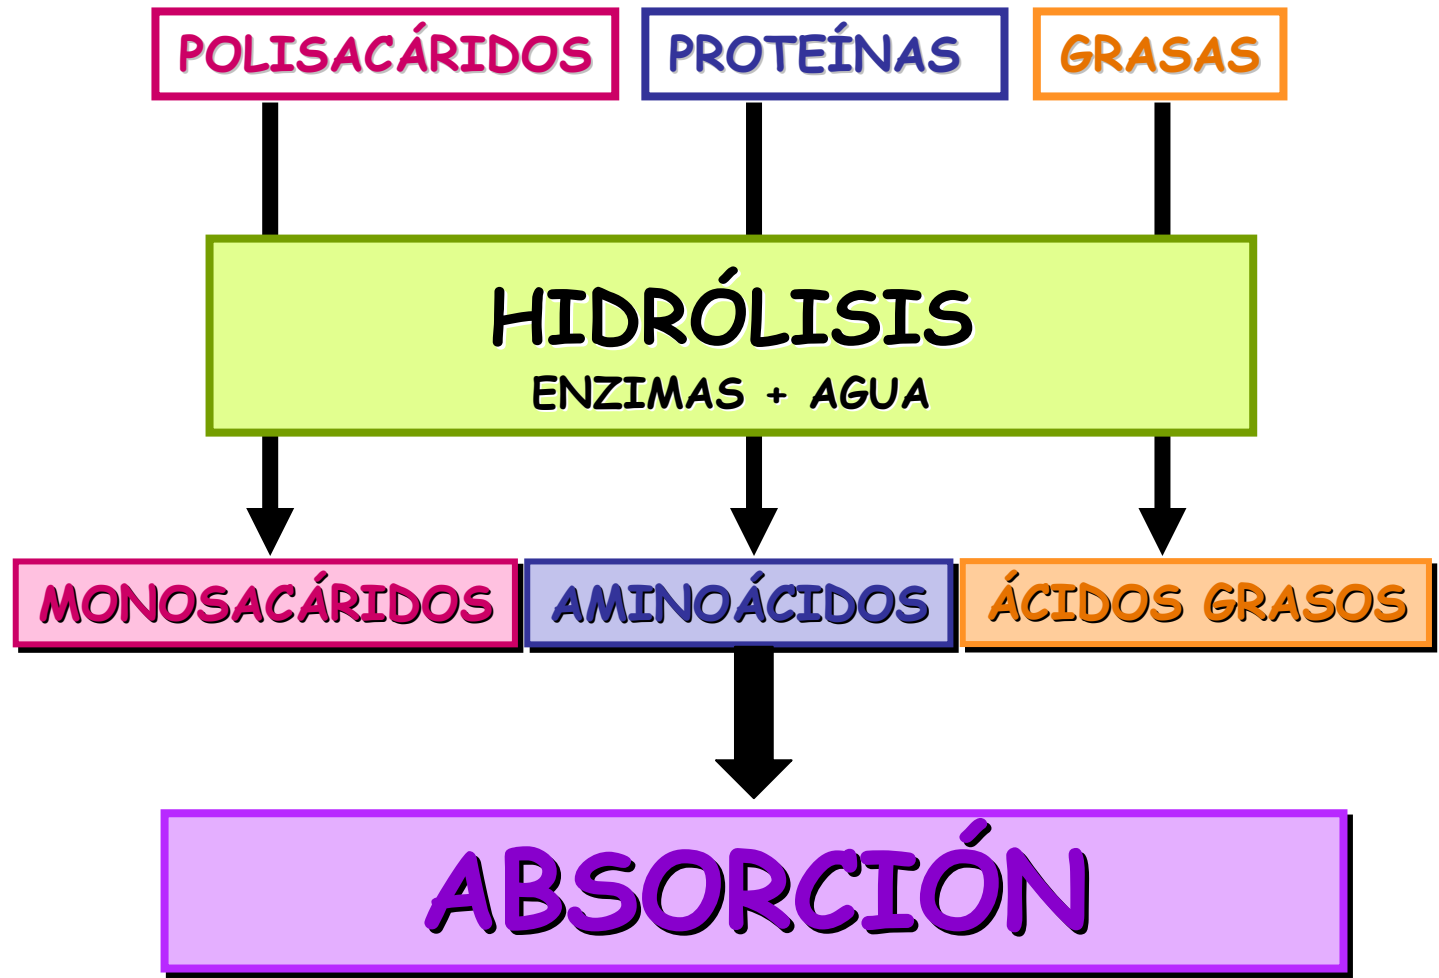 POLISACÁRIDOS
PROTEÍNAS
GRASAS
HIDRÓLISIS
ENZIMAS + AGUA
MONOSACÁRIDOS
AMINOÁCIDOS
ÁCIDOS GRASOS
ABSORCIÓN